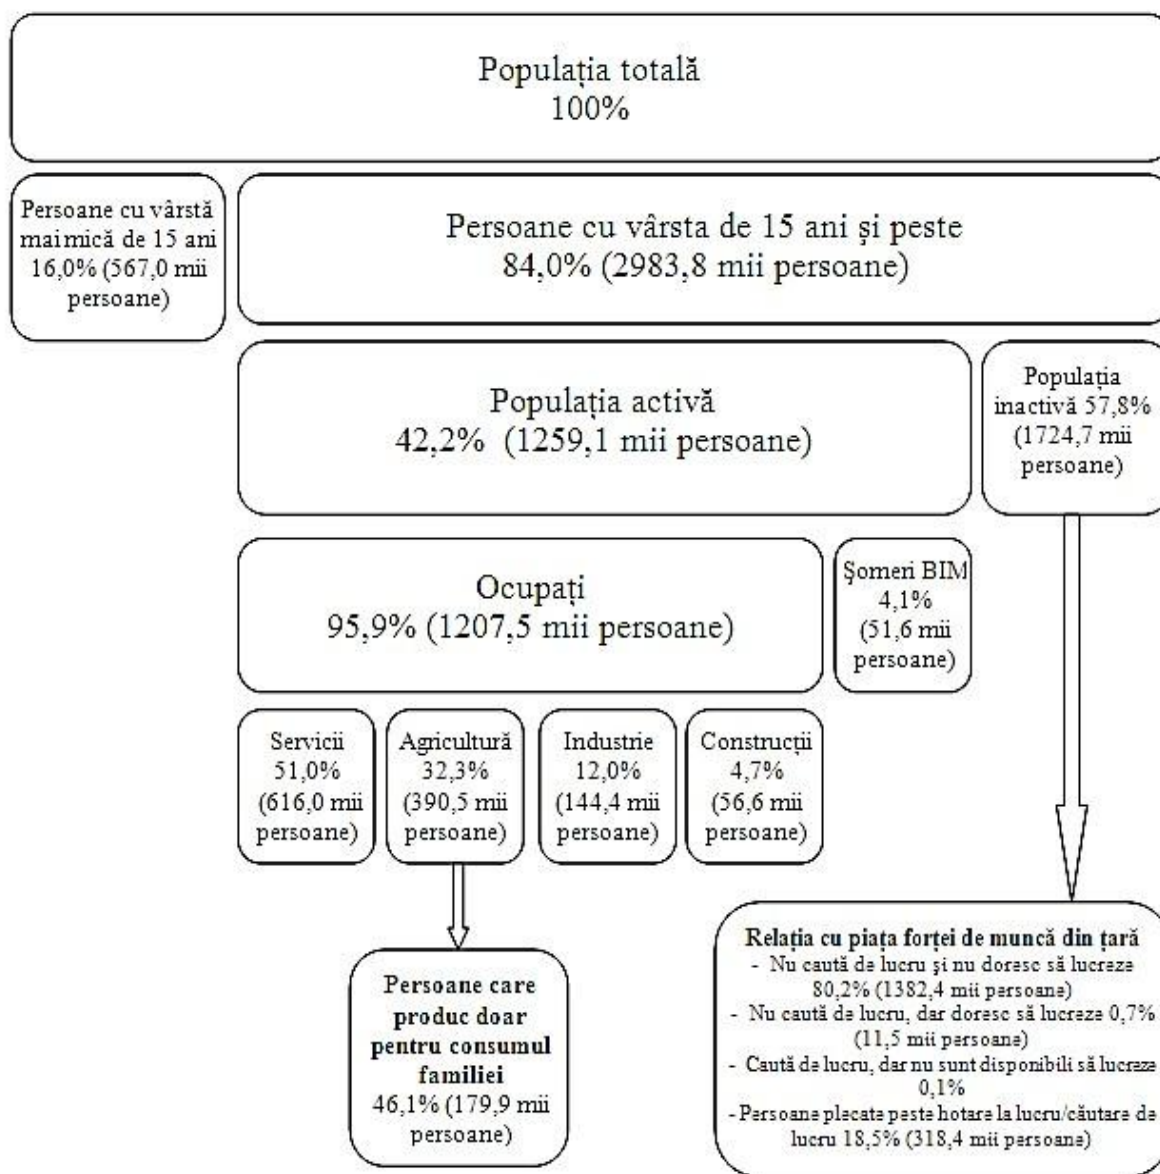 Populația totală
100%
Persoane cu vârstă
mai mică de 15 ani
16,0% (567,0 mii
persoane)
Persoane cu vârsta de 15 ani și peste
84,0% (2983,8 mii persoane)
Populația activă
42,2% (1259,1 mii persoane)
Populația
inactivă 57,8%
(1724,7 mii
persoane)
Ocupați
95,9% (1207,5 mii persoane)
Şomeri BIM
4,1%
(51,6 mii
persoane)
Servicii
51,0%
(616,0 mii
persoane)
Agricultură
32,3%
(390,5 mii
persoane)
Industrie
12,0%
(144,4 mii
persoane)
Construcții
4,7%
(56,6 mii
persoane)
Persoane care
produc doar
pentru consumul
familiei
46,1% (179,9 mii
persoane)
Relația cu piața forței de muncă din țară
- Nu caută de lucru şi nu doresc să lucreze
80,2% (1382,4 mii persoane)
- Nu caută de lucru, dar doresc să lucreze 0,7%
(11,5 mii persoane)
- Caută de lucru, dar nu sunt disponibili să lucreze
0,1%
- Persoane plecate peste hotare la lucru/căutare de
lucru 18,5% (318,4 mii persoane)